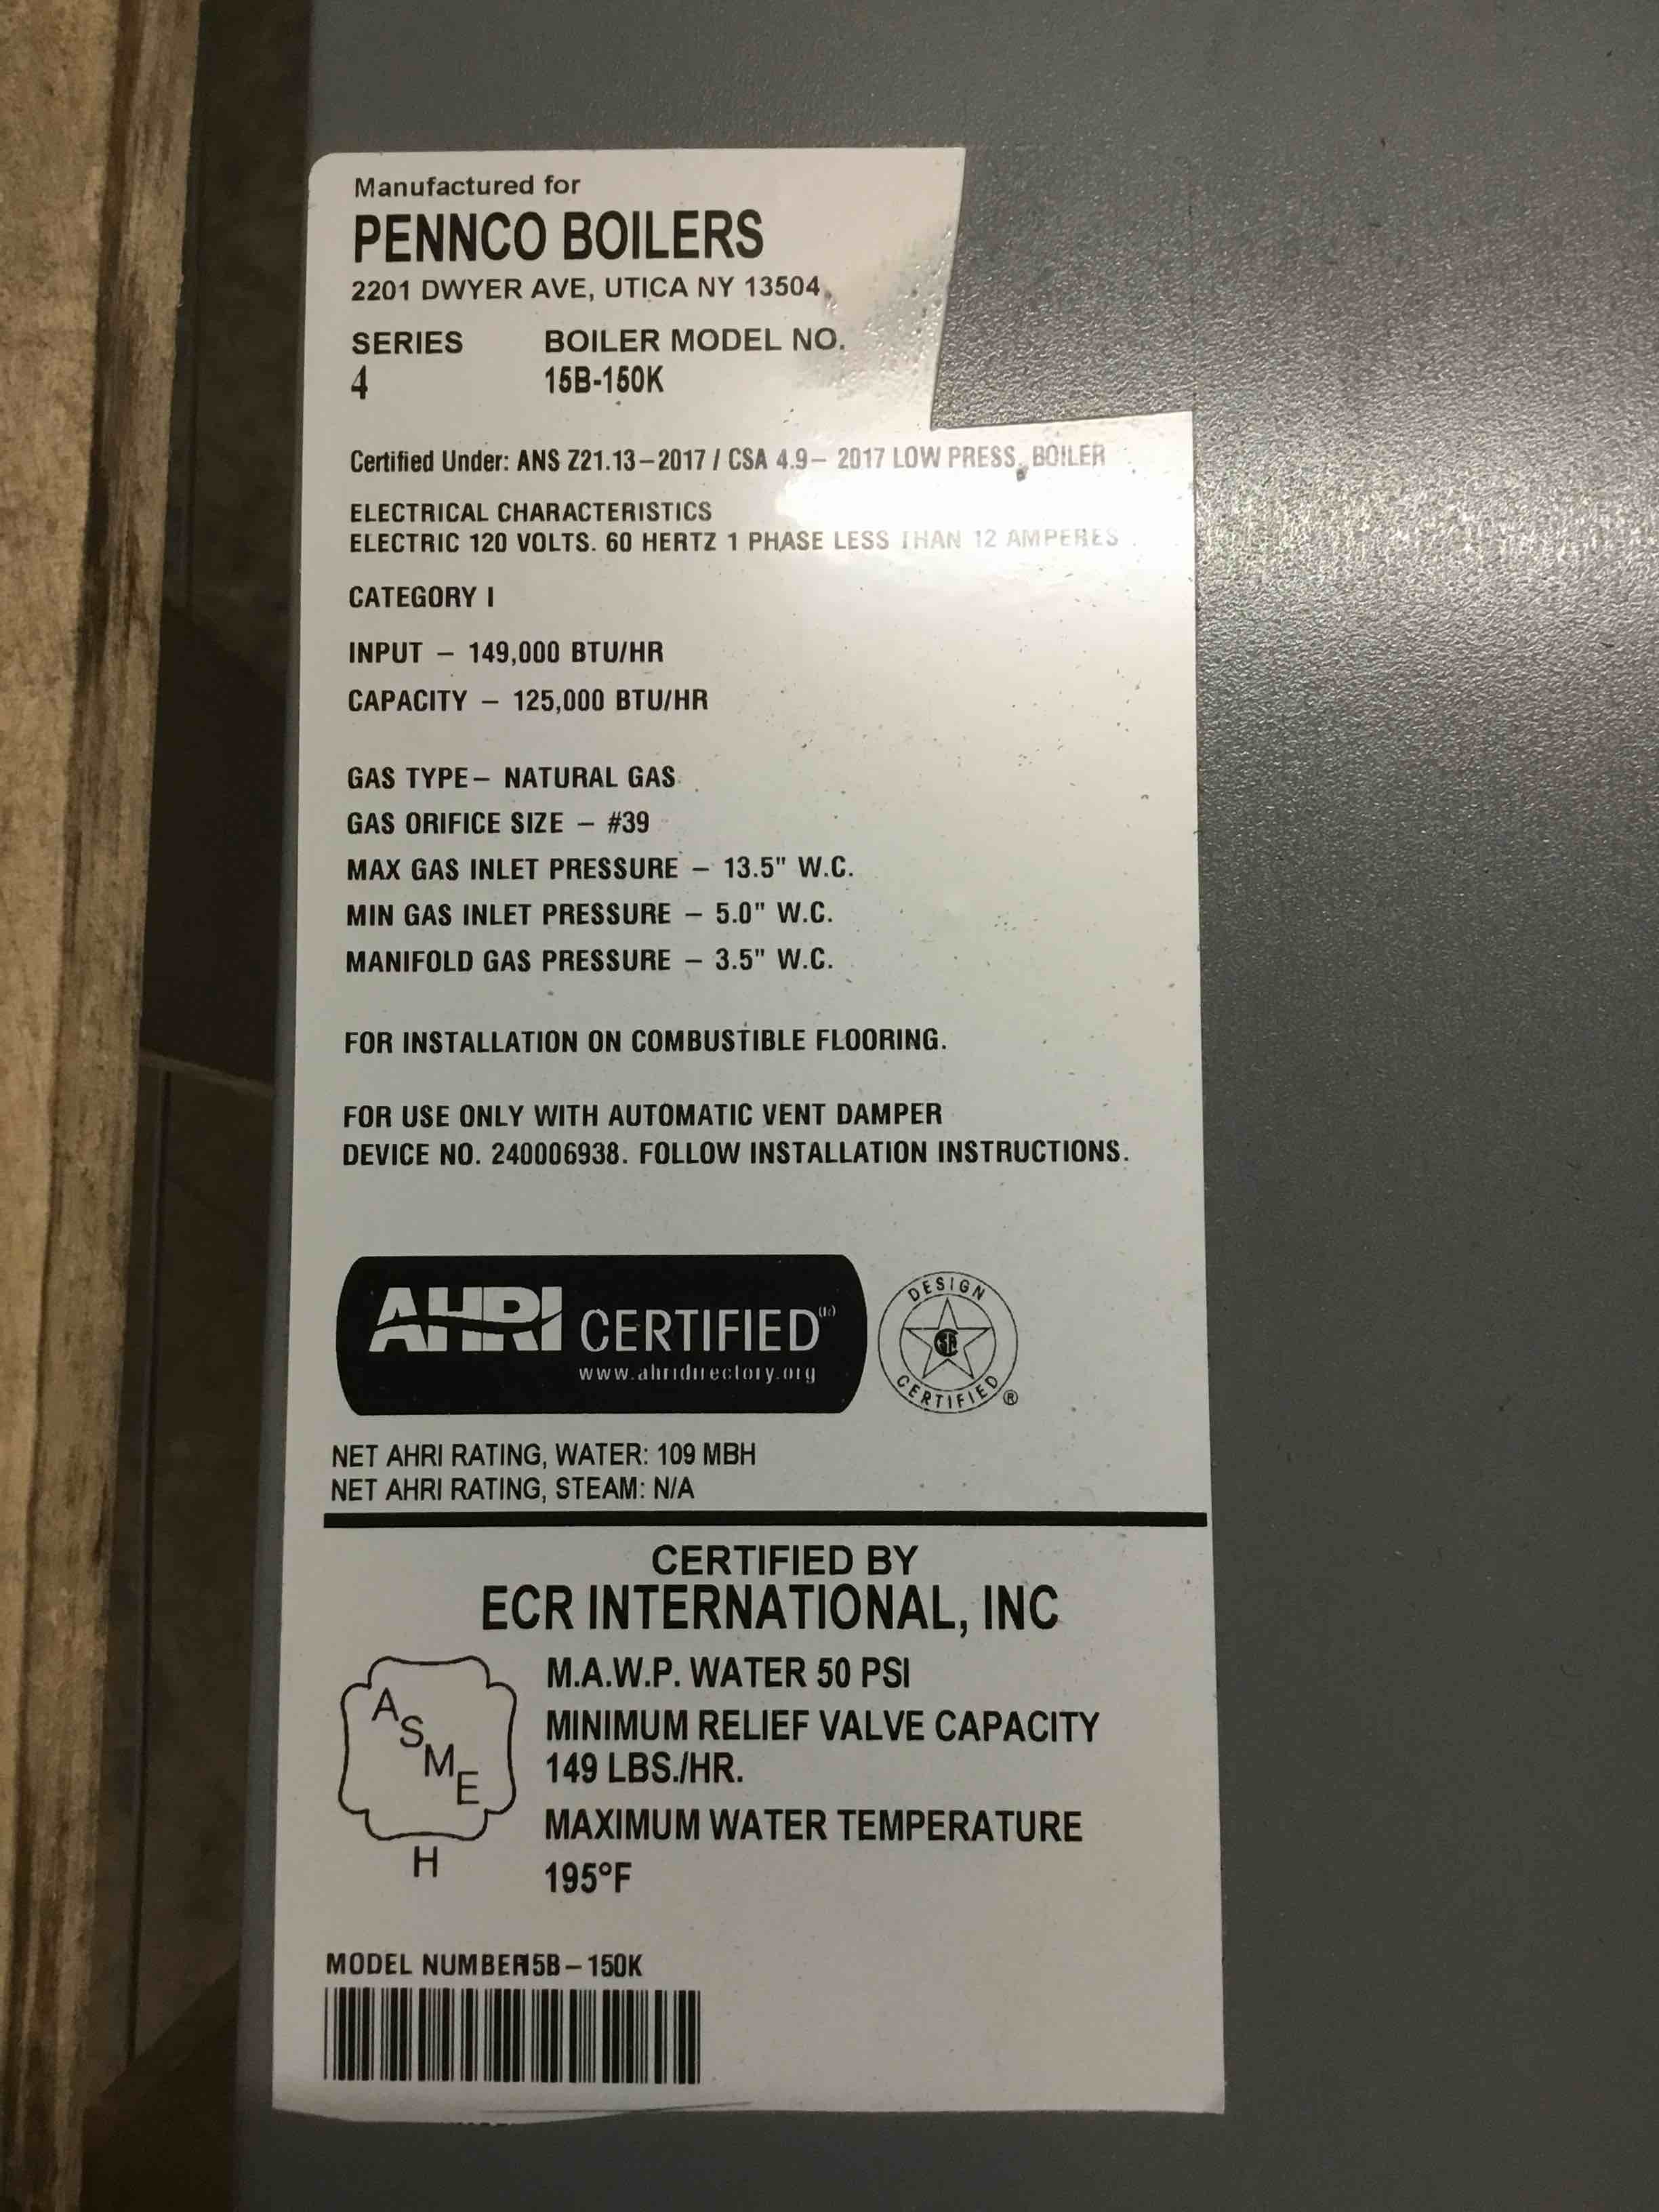 Manufactured for
PENNCO BOILERS
2201 DWYER AVE, UTICA NY 13504
SERIES BOILER MODEL NO.
4 15B-150K
Certified Under: ANS Z21.13-2017 / CSA 4.9- 2017 LOW PRESS. BOILER
ELECTRICAL CHARACTERISTICS
ELECTRIC 120 VOLTS. 60 HERTZ 1 PHASE LESS THAN 12 AMPERES
CATEGORY I
INPUT – 149,000 BTU/HR
CAPACITY – 125,000 BTU/HR
GAS TYPE – NATURAL GAS
GAS ORIFICE SIZE – #39
MAX GAS INLET PRESSURE – 13.5" W.C.
MIN GAS INLET PRESSURE – 5.0" W.C.
MANIFOLD GAS PRESSURE – 3.5" W.C.
FOR INSTALLATION ON COMBUSTIBLE FLOORING.
FOR USE ONLY WITH AUTOMATIC VENT DAMPER
DEVICE NO. 240006938. FOLLOW INSTALLATION INSTRUCTIONS.
AHRI CERTIFIED®
www.ahridirectory.org
DESIGN
CSA
CERTIFIED ®
NET AHRI RATING, WATER: 109 MBH
NET AHRI RATING, STEAM: N/A
CERTIFIED BY
ECR INTERNATIONAL, INC
ASME
H
M.A.W.P. WATER 50 PSI
MINIMUM RELIEF VALVE CAPACITY
149 LBS./HR.
MAXIMUM WATER TEMPERATURE
195°F
MODEL NUMBER15B – 150K